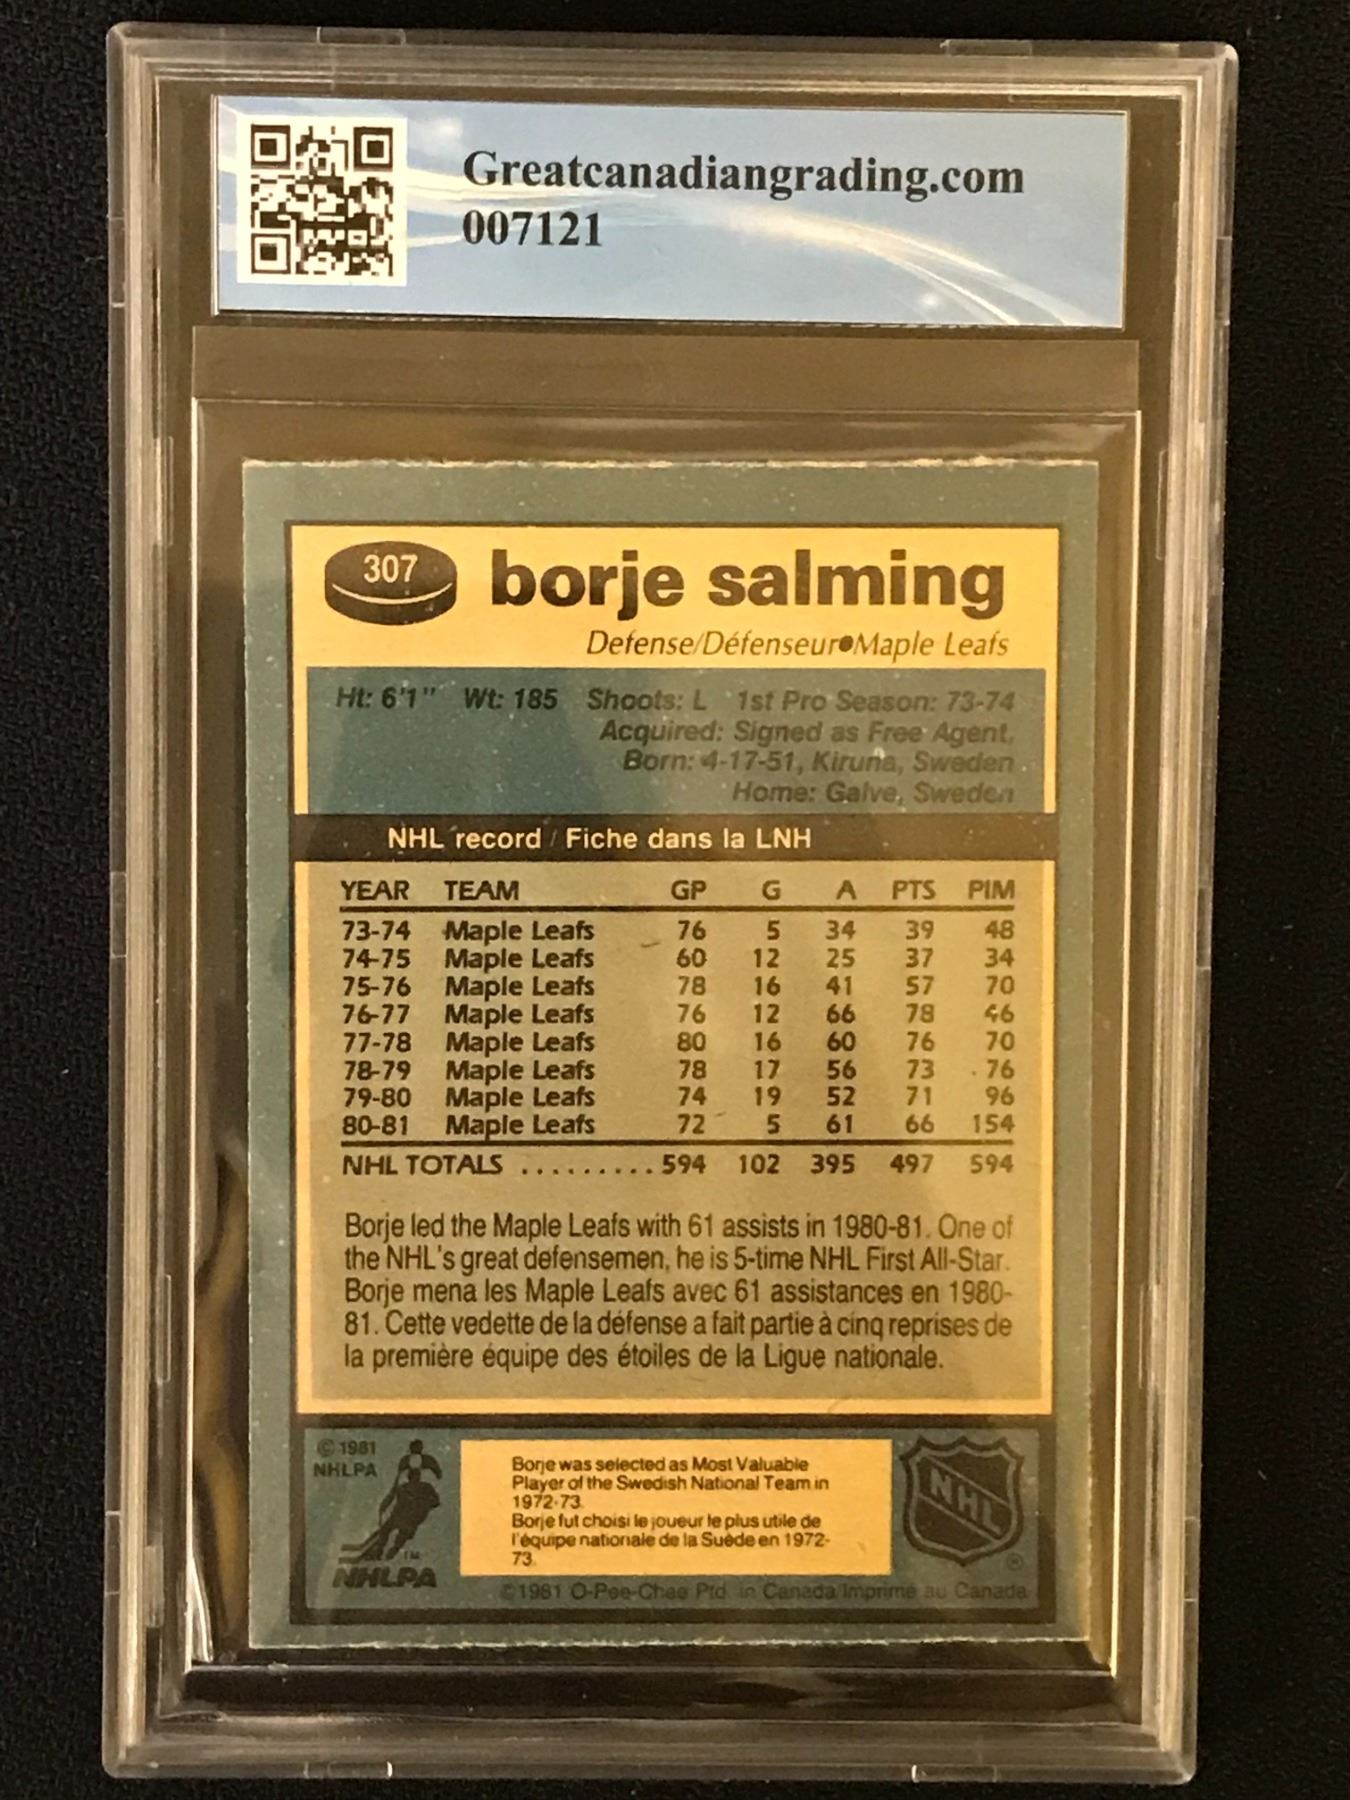 Greatcanadiangrading.com
007121
307
borje salming
Defense/Défenseur●Maple Leafs
Ht: 6'1" Wt: 185 Shoots: L 1st Pro Season: 73-74
Acquired: Signed as Free Agent,
Born: 4-17-51, Kiruna, Sweden
Home: Galve, Sweden
NHL record / Fiche dans la LNH
YEAR TEAM GP G A PTS PIM
73-74 Maple Leafs 76 5 34 39 48
74-75 Maple Leafs 60 12 25 37 34
75-76 Maple Leafs 78 16 41 57 70
76-77 Maple Leafs 76 12 66 78 46
77-78 Maple Leafs 80 16 60 76 70
78-79 Maple Leafs 78 17 56 73 76
79-80 Maple Leafs 74 19 52 71 96
80-81 Maple Leafs 72 5 61 66 154
NHL TOTALS .......... 594 102 395 497 594
Borje led the Maple Leafs with 61 assists in 1980-81. One of
the NHL's great defensemen, he is 5-time NHL First All-Star.
Borje mena les Maple Leafs avec 61 assistances en 1980-
81. Cette vedette de la défense a fait partie à cinq reprises de
la première équipe des étoiles de la Ligue nationale.
© 1981
NHLPA
TM
NHLPA
Borje was selected as Most Valuable
Player of the Swedish National Team in
1972-73.
Borje fut choisi le joueur le plus utile de
l'équipe nationale de la Suède en 1972-
73.
NHL
®
©1981 O-Pee-Chee Ptd. in Canada/Imprimé au Canada